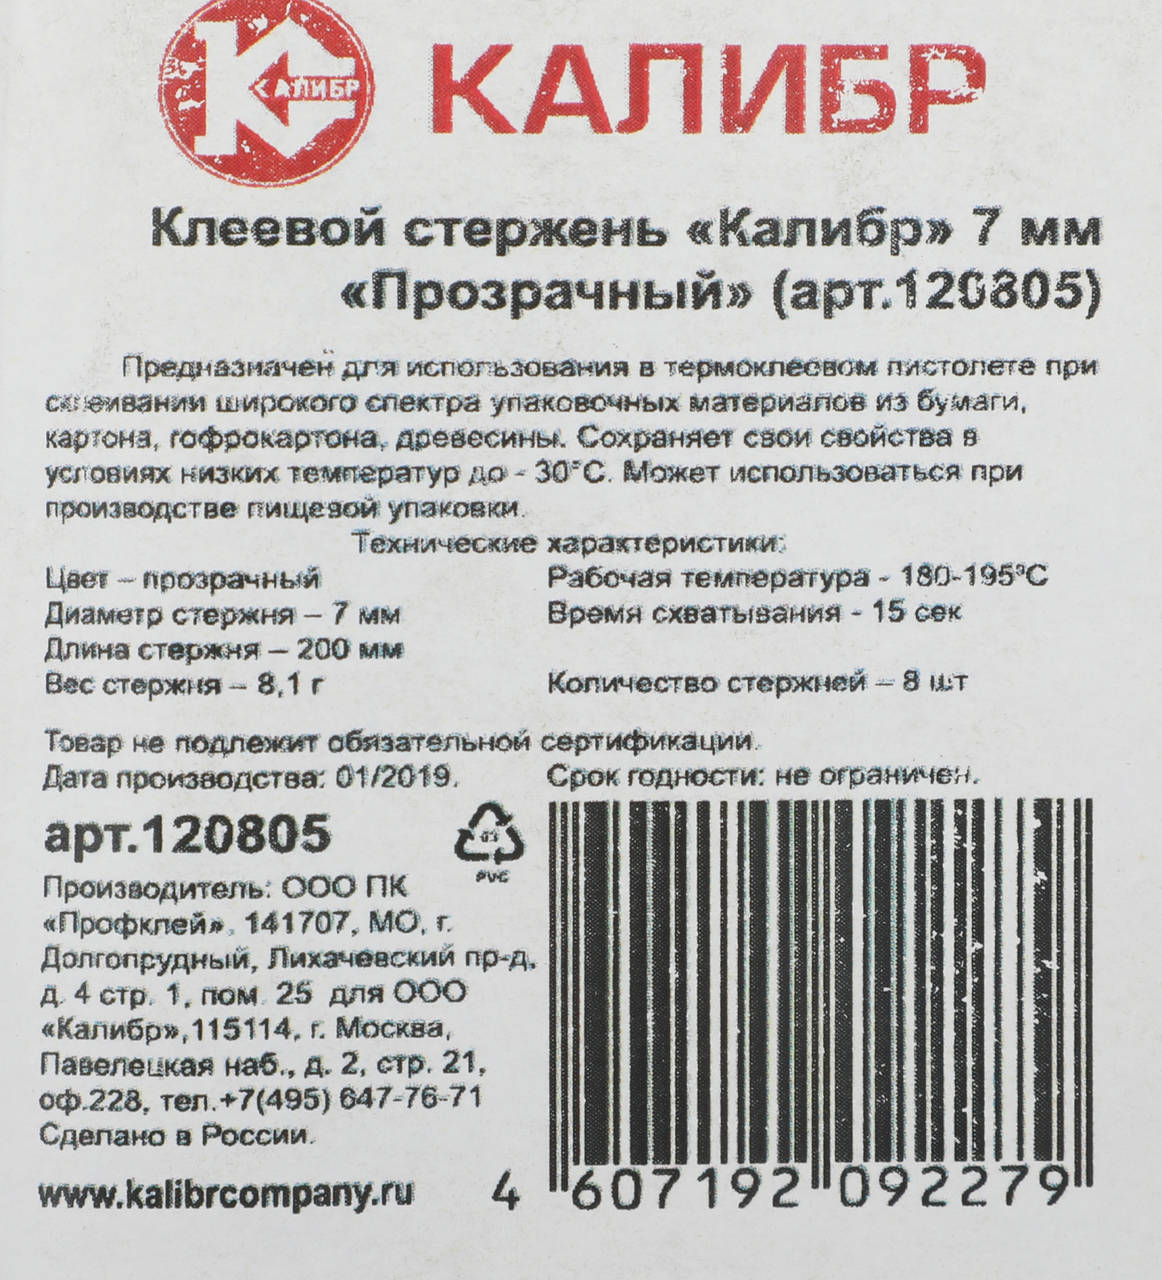 КАЛИБР
КАЛИБР
Клеевой стержень «Калибр» 7 мм
«Прозрачный» (арт.120805)
Предназначен для использования в термоклеевом пистолете при
склеивании широкого спектра упаковочных материалов из бумаги,
картона, гофрокартона, древесины. Сохраняет свои свойства в
условиях низких температур до - 30°С. Может использоваться при
производстве пищевой упаковки.
Технические характеристики:
Цвет – прозрачный Рабочая температура - 180-195°С
Диаметр стержня – 7 мм Время схватывания - 15 сек
Длина стержня – 200 мм
Вес стержня – 8,1 г Количество стержней – 8 шт
Товар не подлежит обязательной сертификации.
Дата производства: 01/2019. Срок годности: не ограничен.
арт.120805
03
PVC
Производитель: ООО ПК
«Профклей», 141707, МО, г.
Долгопрудный, Лихачевский пр-д,
д. 4 стр. 1, пом. 25 для ООО
«Калибр»,115114, г. Москва,
Павелецкая наб., д. 2, стр. 21,
оф.228, тел.+7(495) 647-76-71
Сделано в России.
www.kalibrcompany.ru
4 607192 092279